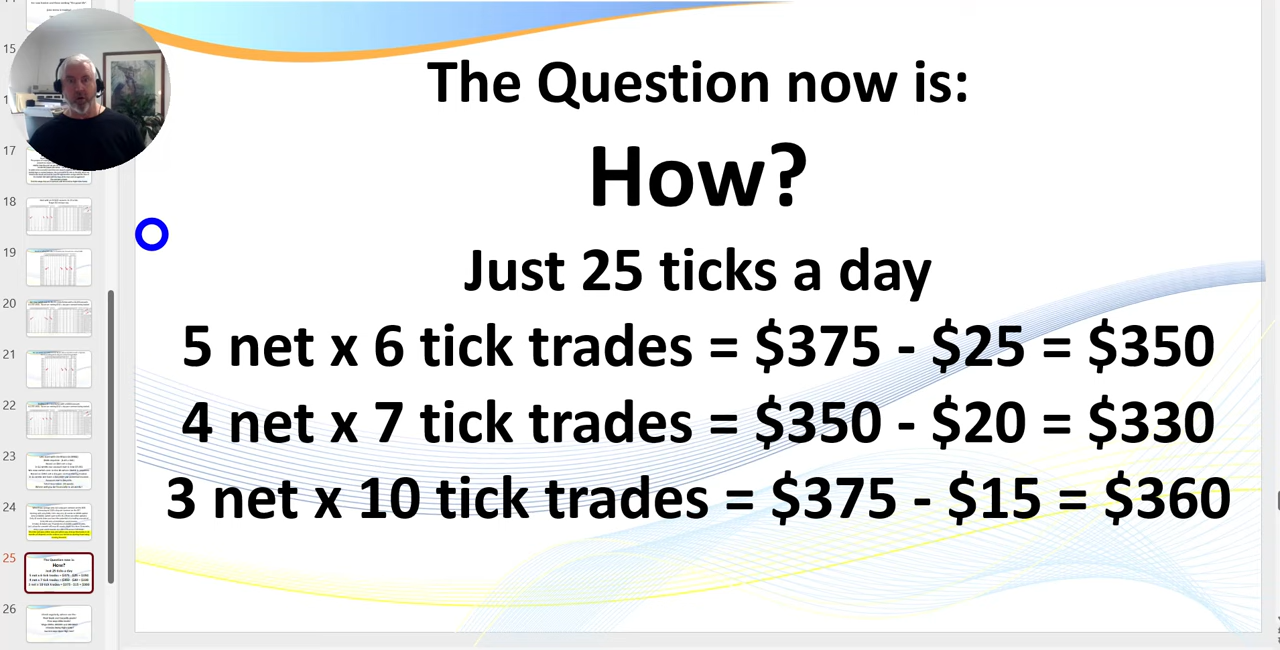 The Question now is:
How?
Just 25 ticks a day
5 net x 6 tick trades = $375 - $25 = $350
4 net x 7 tick trades = $350 - $20 = $330
3 net x 10 tick trades = $375 - $15 = $360
15
17
18
19
20
21
22
23
24
25
26